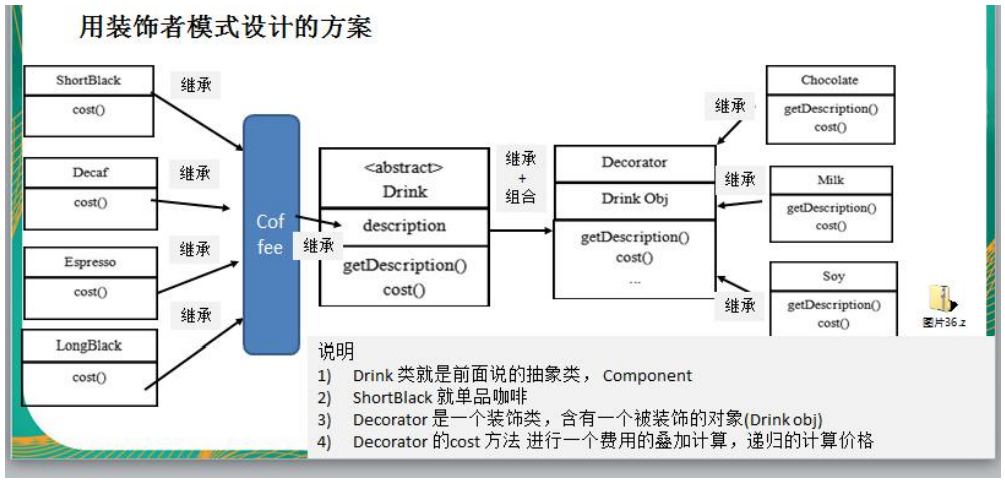 用装饰者模式设计的方案
ShortBlack
cost()
继承
Decaf
cost()
继承
Espresso
cost()
继承
LongBlack
cost()
继承
Cof
fee
继承
<abstract>
Drink
description
getDescription()
cost()
继承
+
组合
Decorator
Drink Obj
getDescription()
cost()
...
继承
Chocolate
getDescription()
cost()
继承
Milk
getDescription()
cost()
继承
Soy
getDescription()
cost()
图片36.z
说明
1) Drink 类就是前面说的抽象类， Component
2) ShortBlack 就单品咖啡
3) Decorator 是一个装饰类，含有一个被装饰的对象(Drink obj)
4) Decorator 的cost 方法 进行一个费用的叠加计算，递归的计算价格